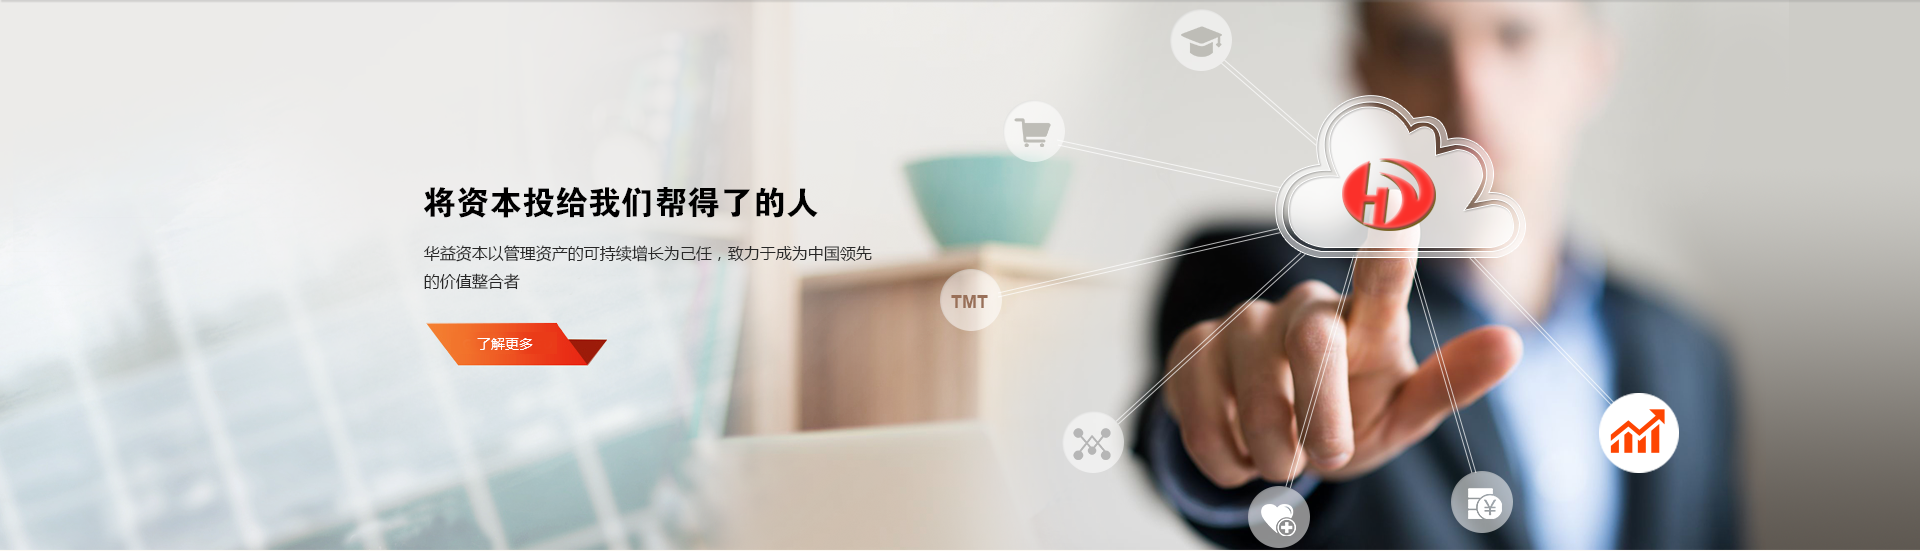 将资本投给我们帮得了的人
华益资本以管理资产的可持续增长为己任，致力于成为中国领先
的价值整合者
了解更多
TMT